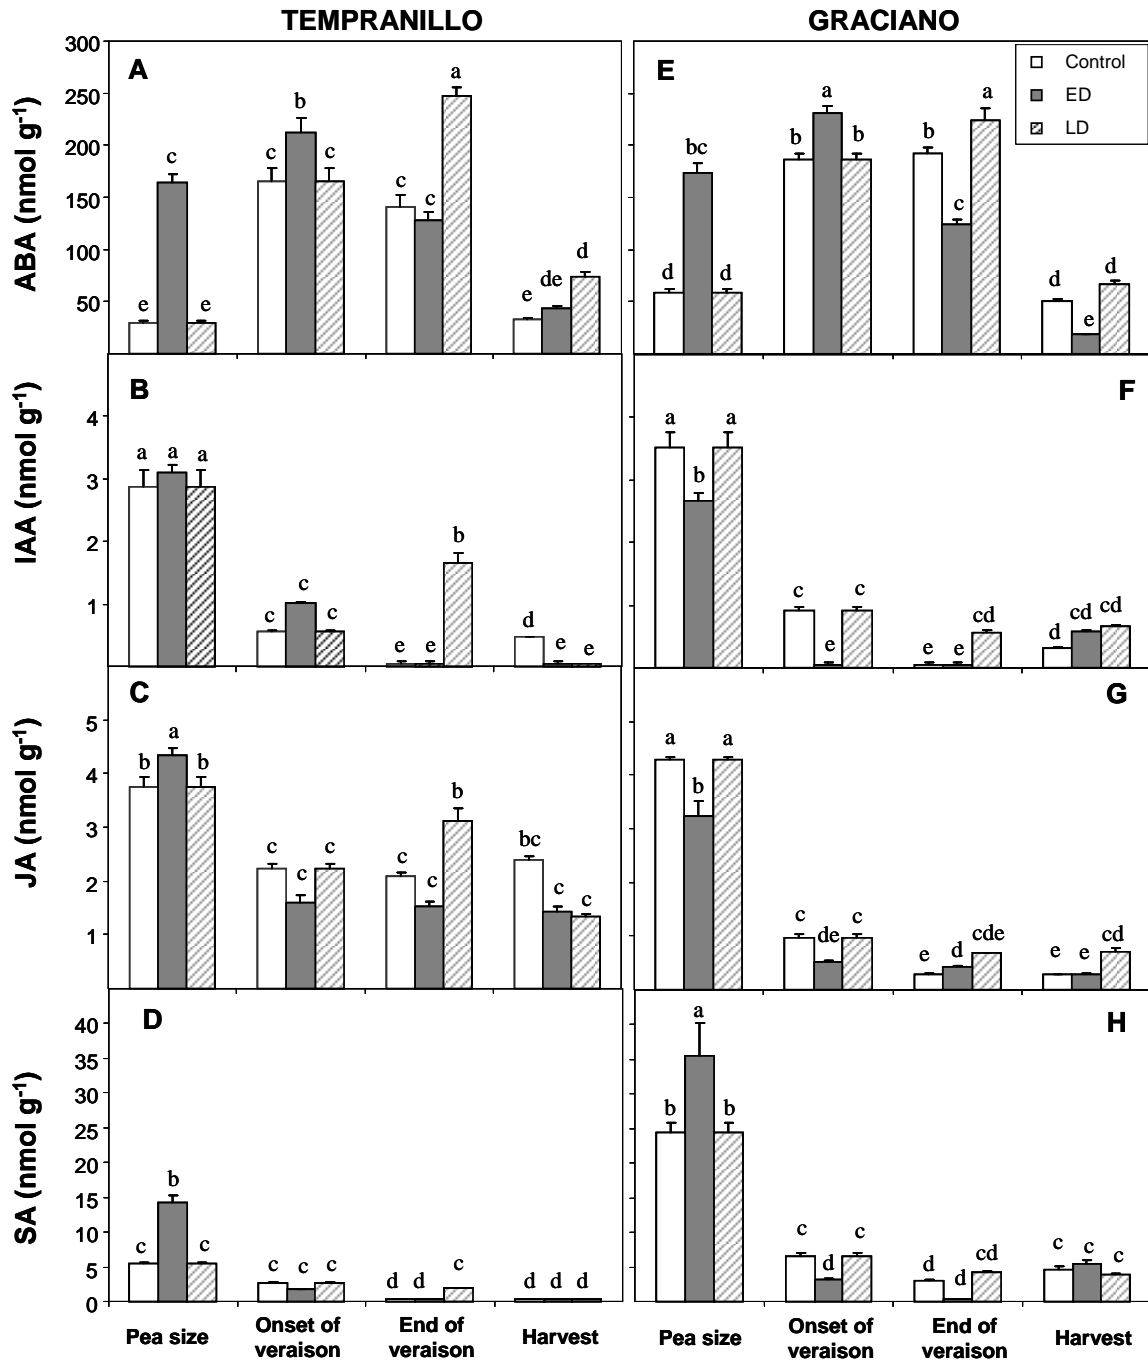 TEMPRANILLO GRACIANO
ABA (nmol g-1)
300
250
200
150
100
50
A
e c e
c b c
c c a
e de d
E
Control
ED
LD
d bc d
b a b
b c a
d e d
IAA (nmol g-1)
4
3
2
1
B
a a a
c c c
e e b
d e e
F
a b a
c e c
e e cd
d cd cd
JA (nmol g-1)
5
4
3
2
1
C
b a b
c c c
c c b
bc c c
G
a b a
c de c
e d cde
e e cd
SA (nmol g-1)
40
35
30
25
20
15
10
5
0
D
c b c
c c c
d d c
d d d
H
b a b
c d c
d d cd
c c c
Pea size
Onset of
veraison
End of
veraison
Harvest
Pea size
Onset of
veraison
End of
veraison
Harvest